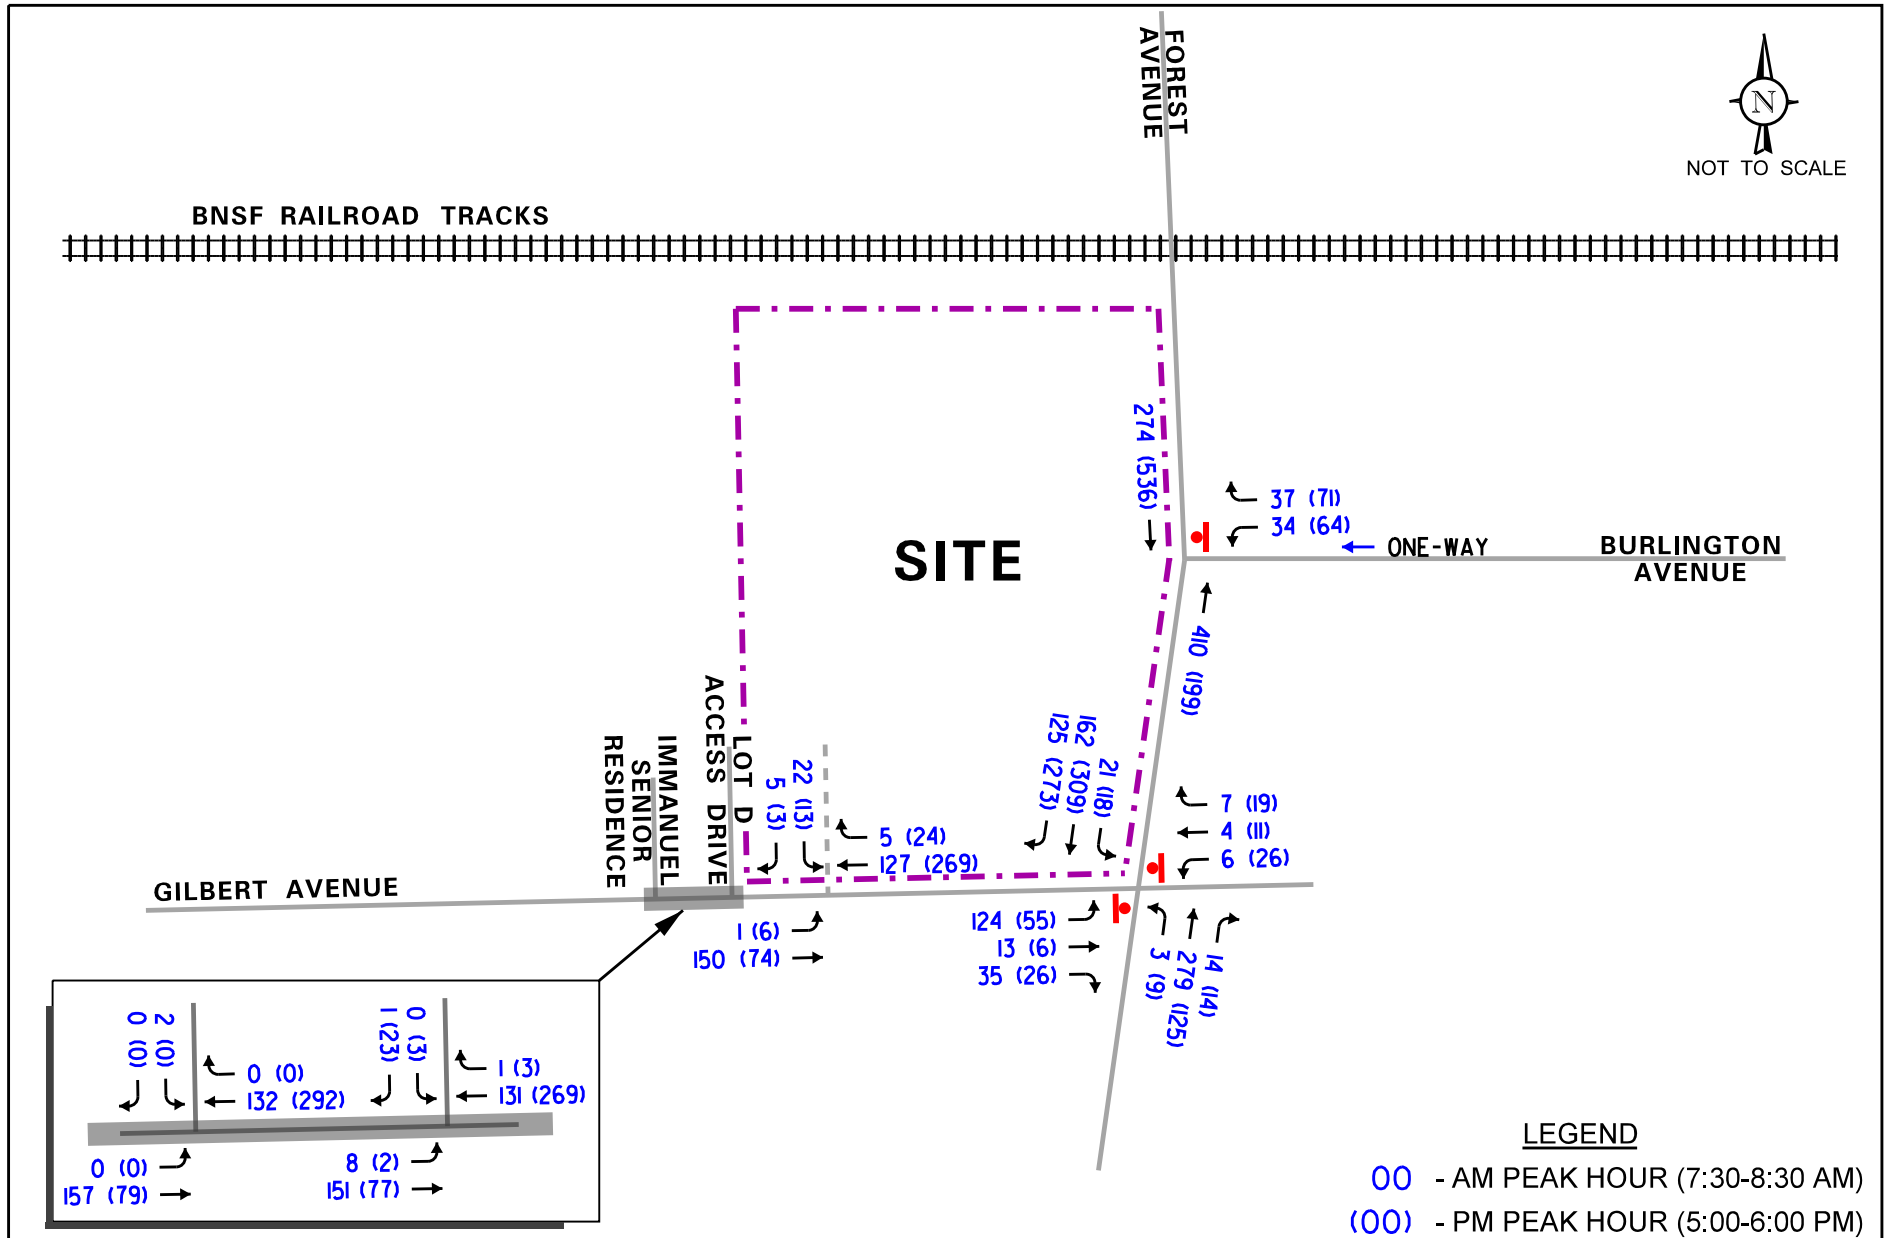 FOREST
AVENUE
N
NOT TO SCALE
BNSF RAILROAD TRACKS
274 (536)
37 (71)
34 (64)
ONE-WAY
BURLINGTON
AVENUE
SITE
410 (199)
ACCESS DRIVE
LOT D
IMMANUEL
SENIOR
RESIDENCE
22 (13)
5 (3)
5 (24)
127 (269)
21 (18)
162 (309)
125 (273)
7 (19)
4 (11)
6 (26)
GILBERT AVENUE
1 (6)
150 (74)
124 (55)
13 (6)
35 (26)
3 (9)
279 (125)
14 (14)
2 (0)
0 (0)
0 (0)
132 (292)
0 (3)
1 (23)
1 (3)
131 (269)
0 (0)
157 (79)
8 (2)
151 (77)
LEGEND
00 - AM PEAK HOUR (7:30-8:30 AM)
(00) - PM PEAK HOUR (5:00-6:00 PM)